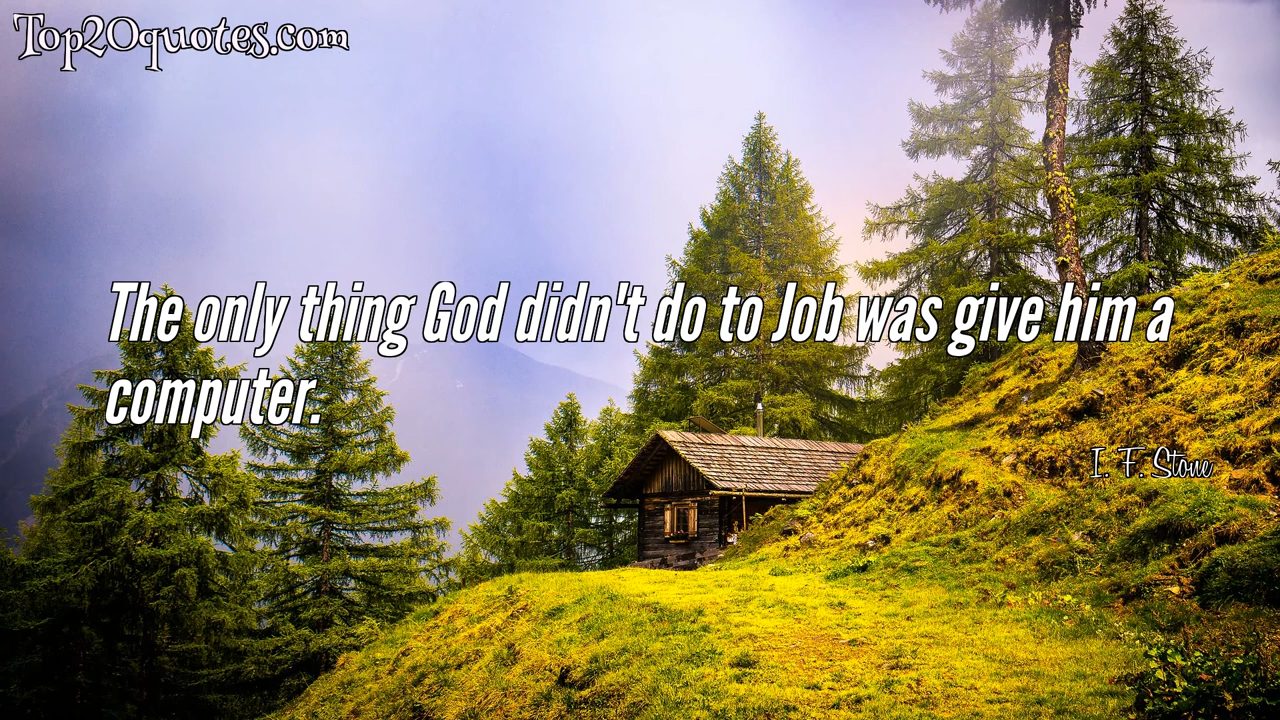 Top20quotes.com
The only thing God didn't do to Job was give him a
computer.
I. F. Stone